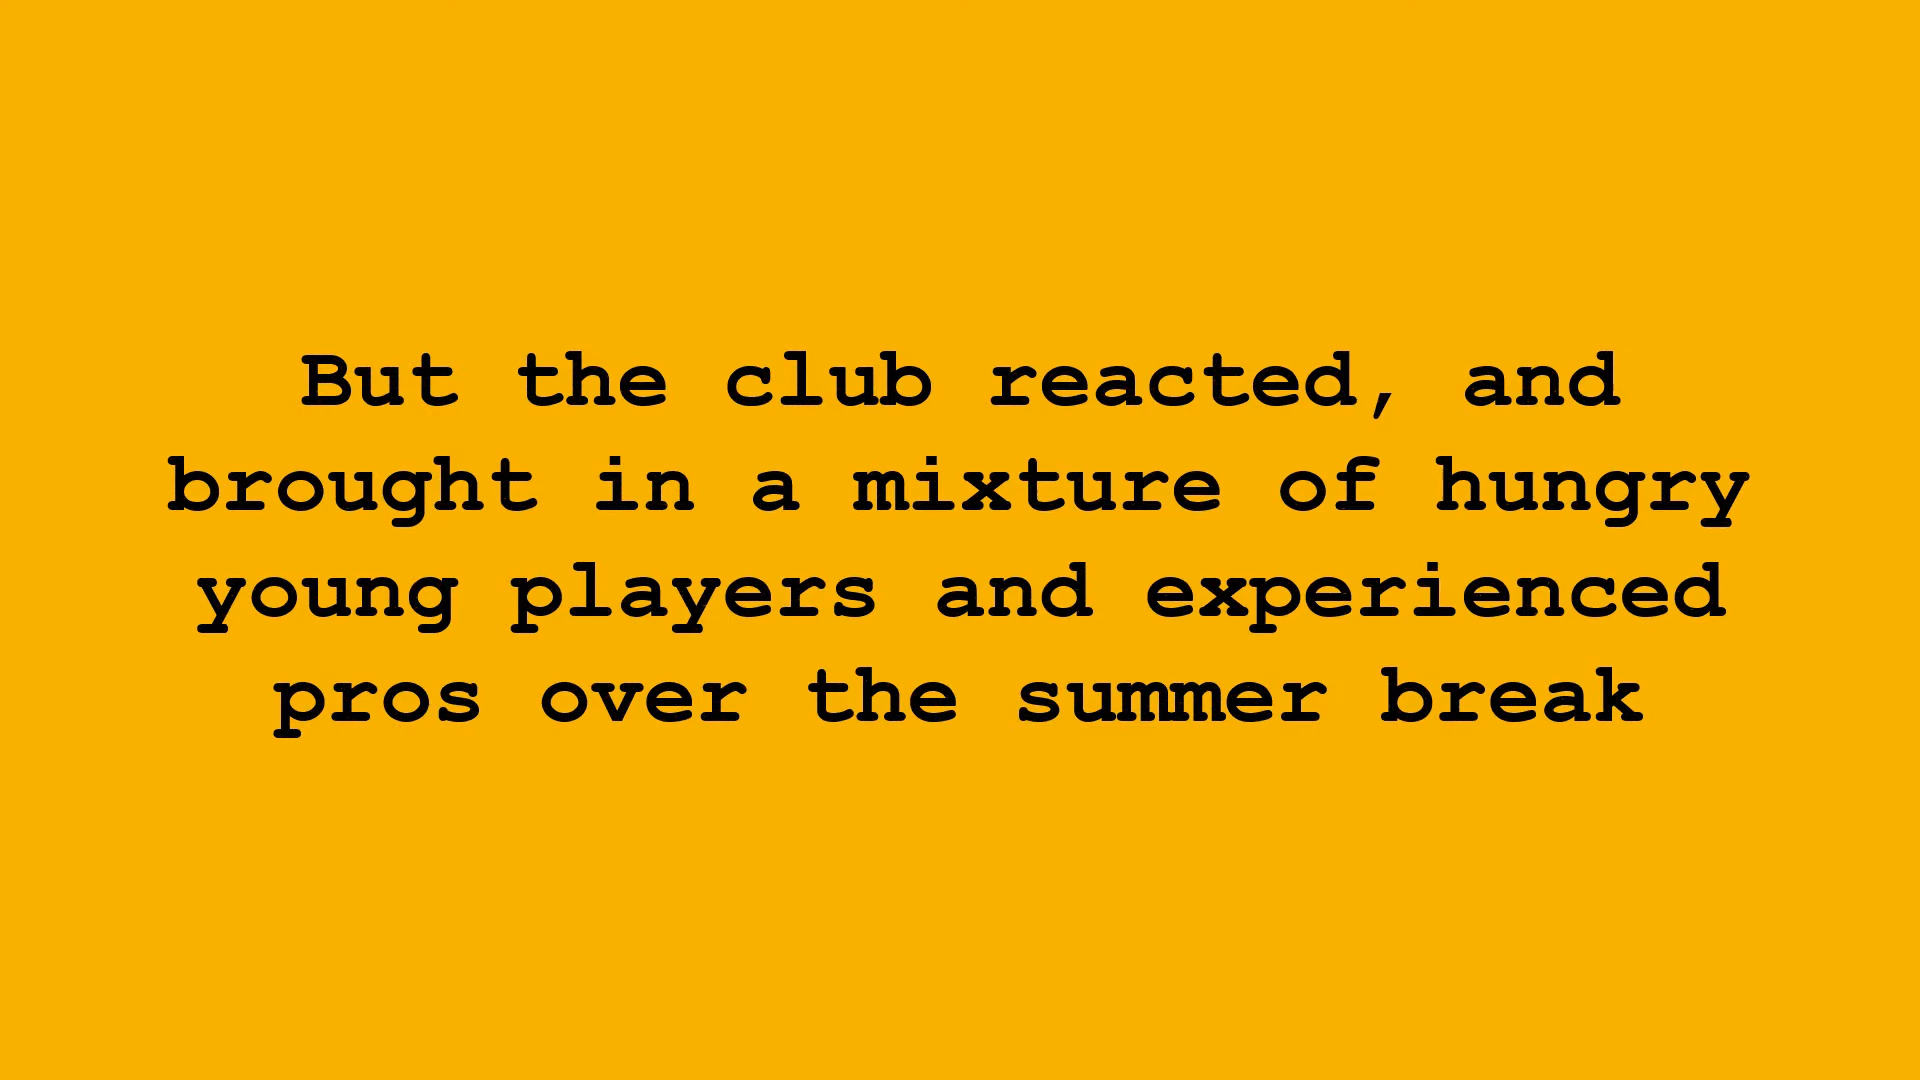 But the club reacted, and
brought in a mixture of hungry
young players and experienced
pros over the summer break